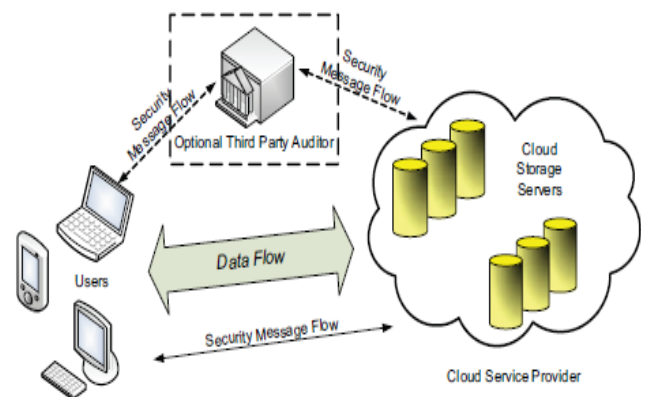 Security
Message Flow
Security
Message Flow
Optional Third Party Auditor
Cloud
Storage
Servers
Users
Data Flow
Security Message Flow
Cloud Service Provider